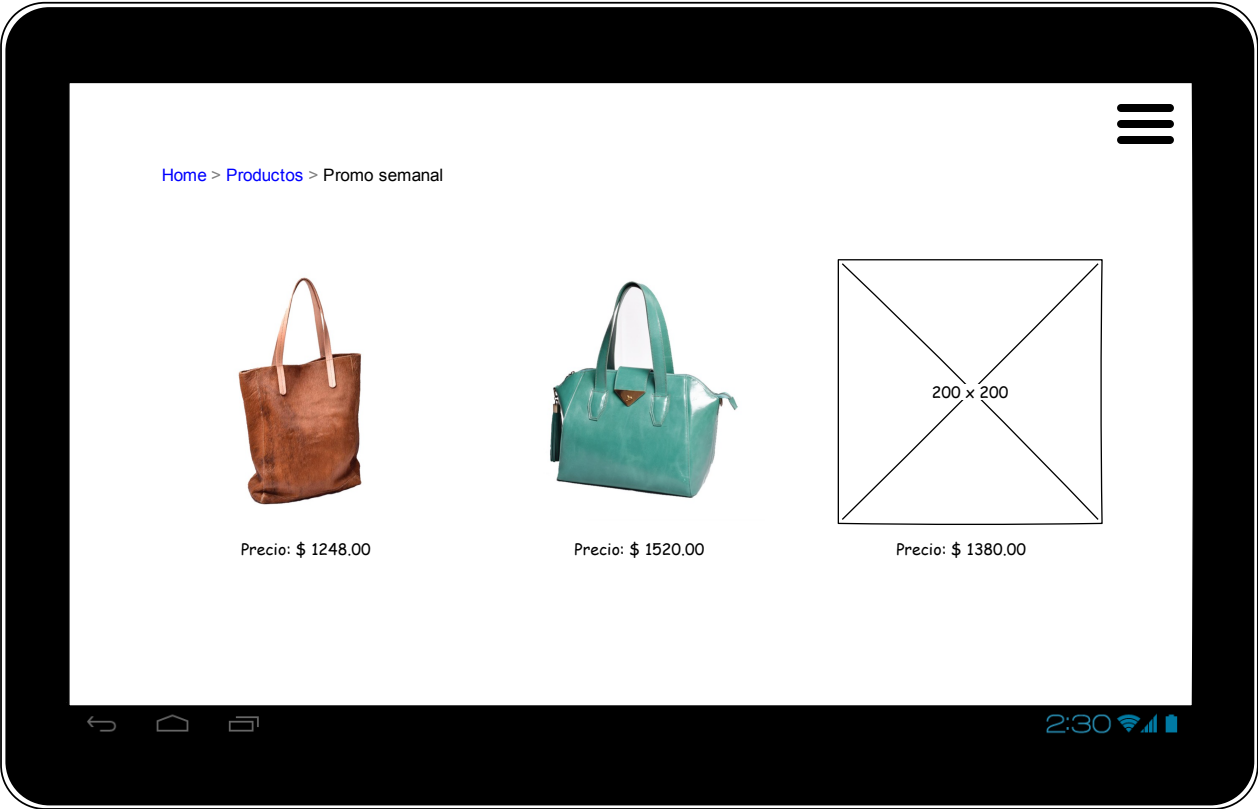 Home > Productos > Promo semanal
200 x 200
Precio: $ 1248.00
Precio: $ 1520.00
Precio: $ 1380.00
2:30